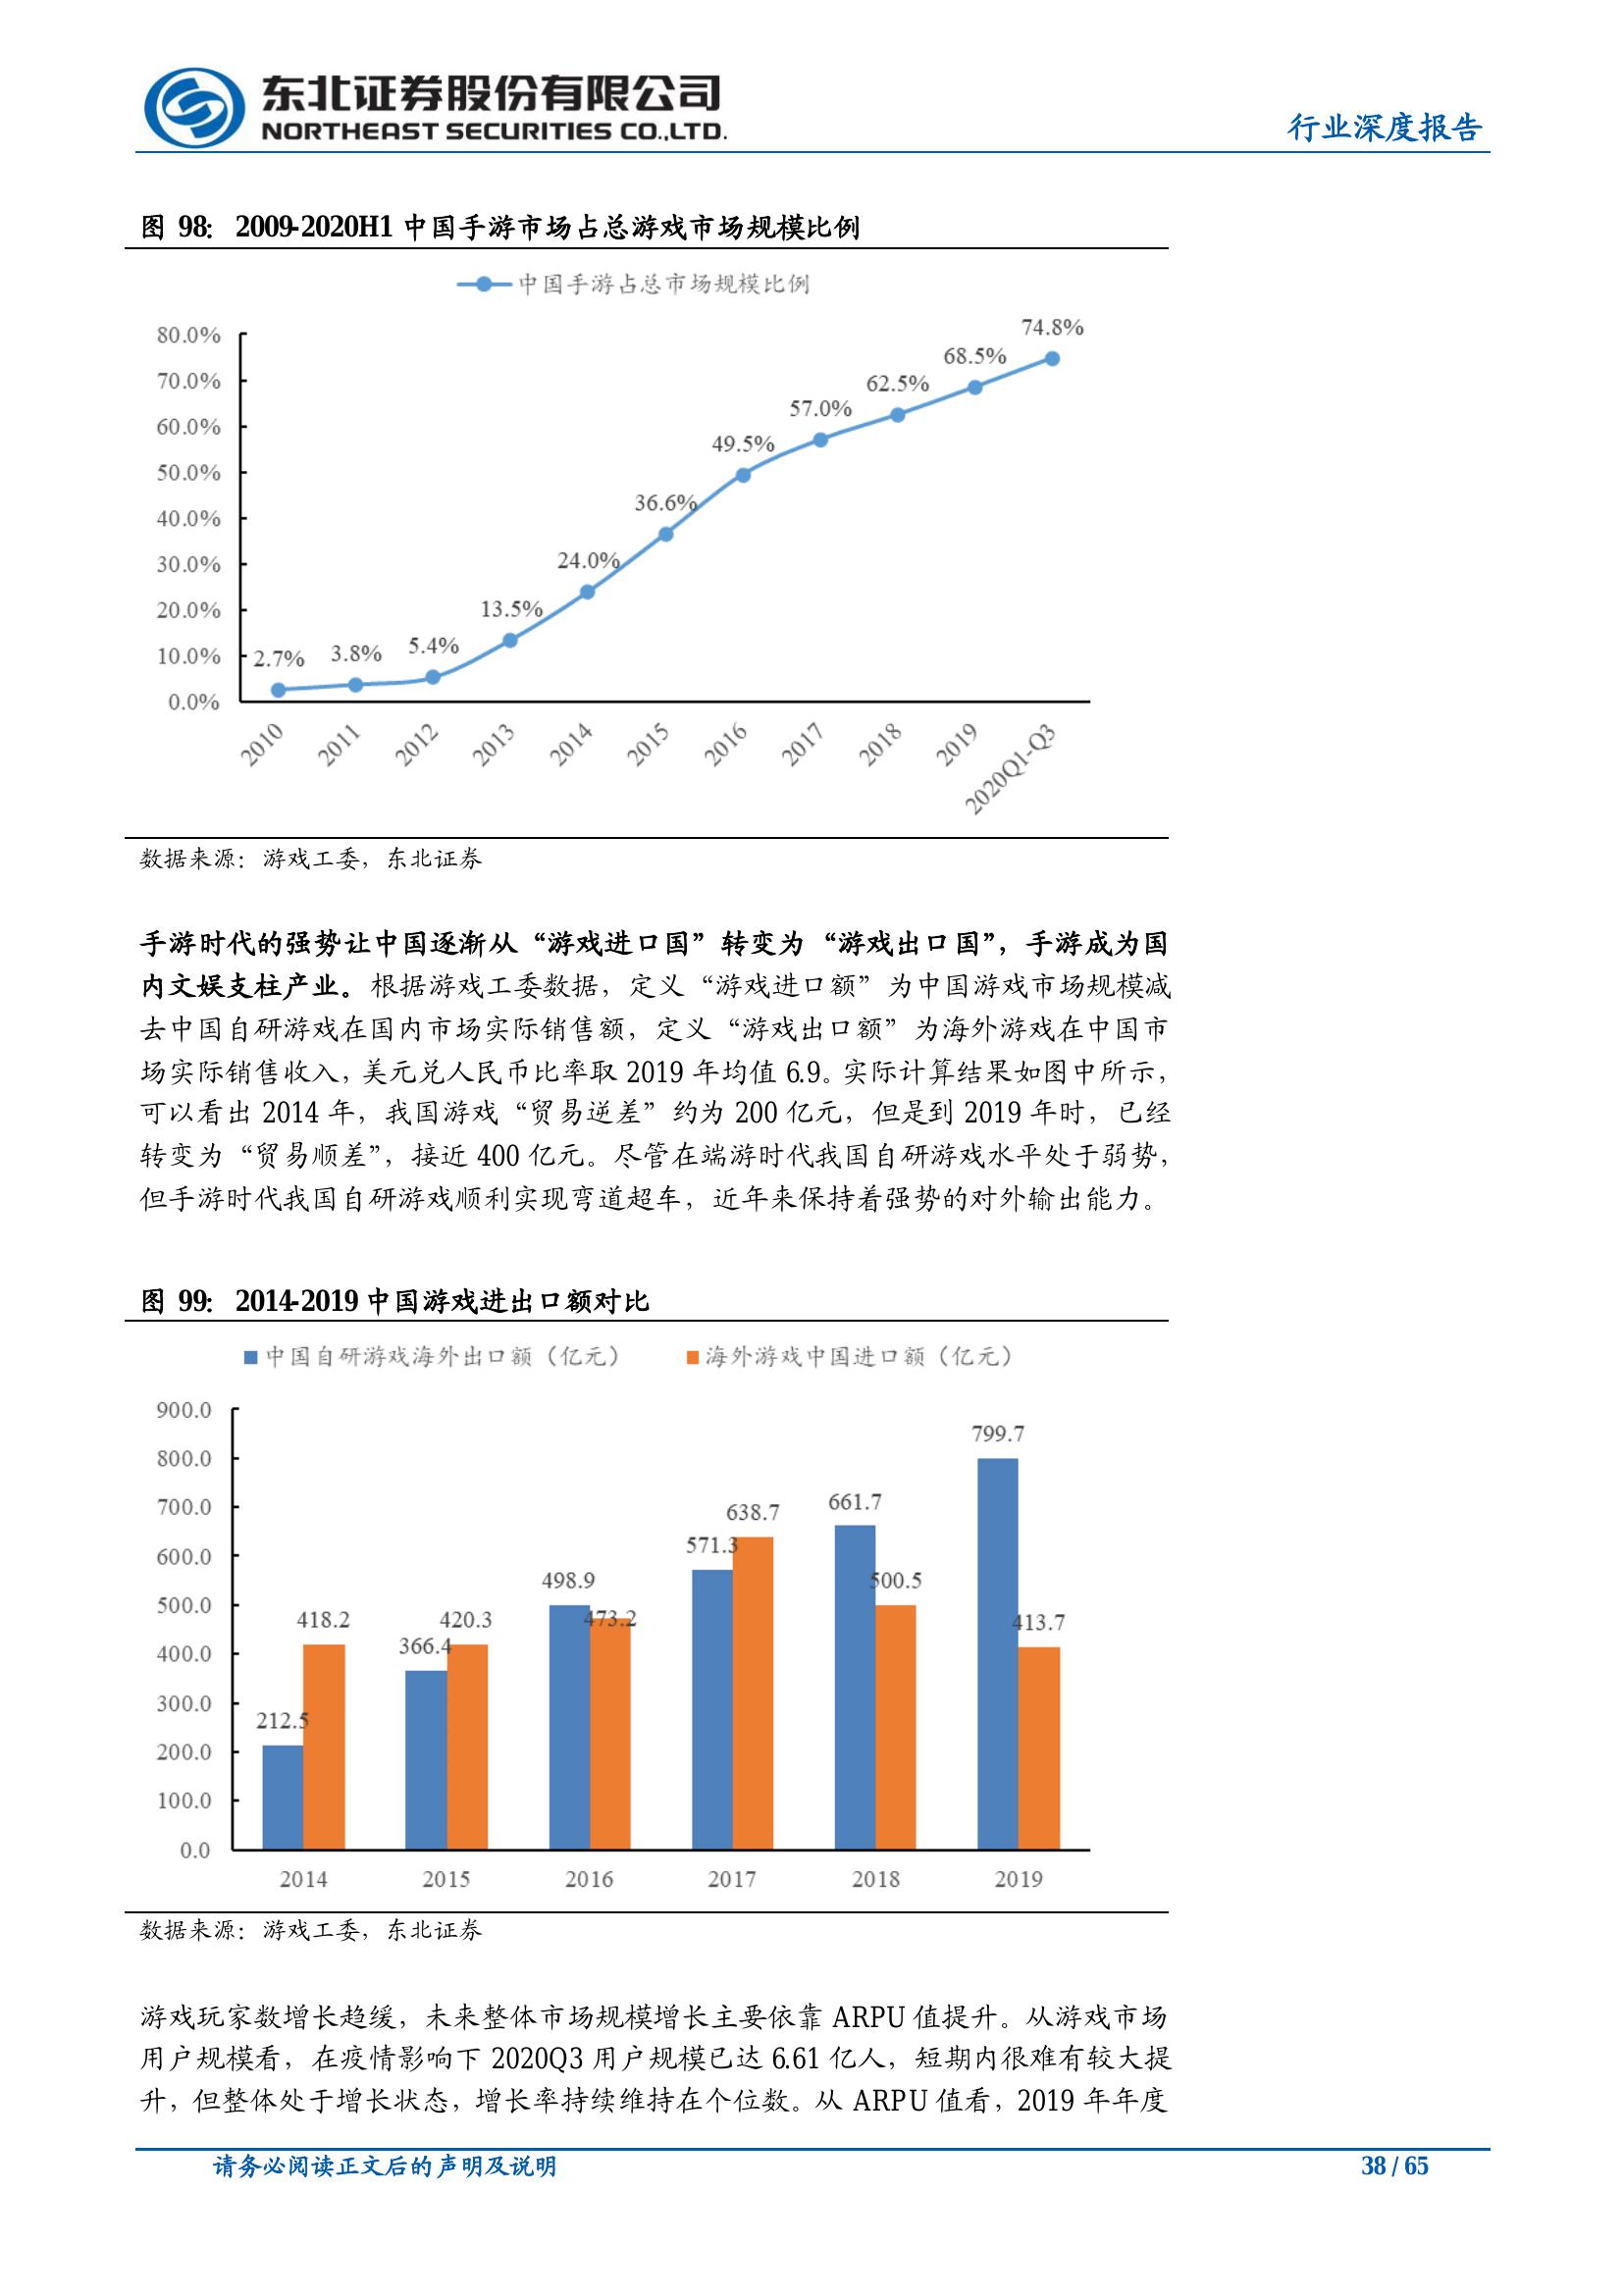 东北证券股份有限公司
NORTHEAST SECURITIES CO.,LTD.
行业深度报告
图 98： 2009-2020H1 中国手游市场占总游戏市场规模比例
中国手游占总市场规模比例
80.0%
70.0%
60.0%
50.0%
40.0%
30.0%
20.0%
10.0%
0.0%
2.7%
3.8%
5.4%
13.5%
24.0%
36.6%
49.5%
57.0%
62.5%
68.5%
74.8%
2010
2011
2012
2013
2014
2015
2016
2017
2018
2019
2020Q1-Q3
数据来源：游戏工委，东北证券
手游时代的强势让中国逐渐从“游戏进口国”转变为“游戏出口国”，手游成为国
内文娱支柱产业。根据游戏工委数据，定义“游戏进口额”为中国游戏市场规模减
去中国自研游戏在国内市场实际销售额，定义“游戏出口额”为海外游戏在中国市
场实际销售收入，美元兑人民币比率取 2019 年均值 6.9。实际计算结果如图中所示，
可以看出 2014 年，我国游戏“贸易逆差”约为 200 亿元，但是到 2019 年时，已经
转变为“贸易顺差”，接近 400 亿元。尽管在端游时代我国自研游戏水平处于弱势，
但手游时代我国自研游戏顺利实现弯道超车，近年来保持着强势的对外输出能力。
图 99： 2014-2019 中国游戏进出口额对比
中国自研游戏海外出口额（亿元） 海外游戏中国进口额（亿元）
900.0
800.0
700.0
600.0
500.0
400.0
300.0
200.0
100.0
0.0
212.5
418.2
366.4
420.3
498.9
473.2
571.3
638.7
661.7
500.5
799.7
413.7
2014
2015
2016
2017
2018
2019
数据来源：游戏工委，东北证券
游戏玩家数增长趋缓，未来整体市场规模增长主要依靠 ARPU 值提升。从游戏市场
用户规模看，在疫情影响下 2020Q3 用户规模已达 6.61 亿人，短期内很难有较大提
升，但整体处于增长状态，增长率持续维持在个位数。从 ARPU 值看，2019 年年度
请务必阅读正文后的声明及说明
38 / 65